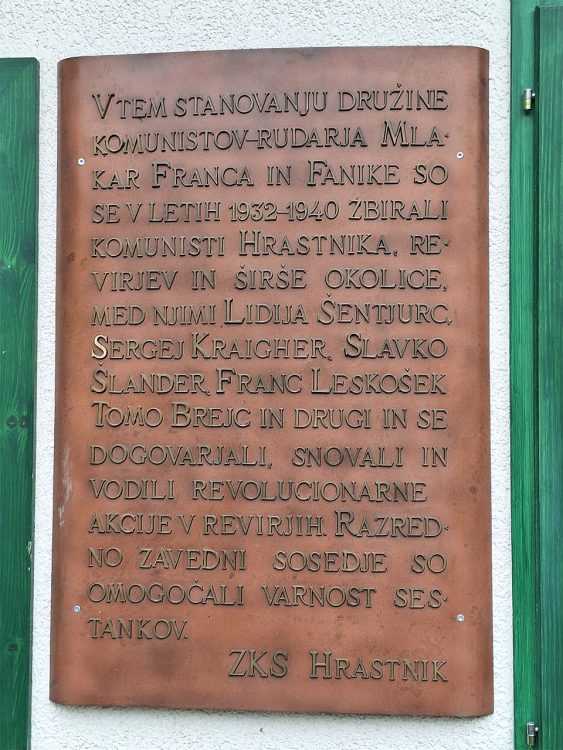 V TEM STANOVANJU DRUŽINE
KOMUNISTOV-RUDARJA MLA-
KAR FRANCA IN FANIKE SO
SE V LETIH 1932-1940 ZBIRALI
KOMUNISTI HRASTNIKA, RE-
VIRJEV IN ŠIRŠE OKOLICE,
MED NJIMI, LIDIJA ŠENTJURC,
SERGEJ KRAIGHER, SLAVKO
ŠLANDER, FRANC LESKOŠEK
TOMO BREJC IN DRUGI IN SE
DOGOVARJALI, SNOVALI IN
VODILI REVOLUCIONARNE
AKCIJE V REVIRJIH. RAZRED-
NO ZAVEDNI SOSEDJE SO
OMOGOČALI VARNOST SES-
TANKOV.
ZKS HRASTNIK